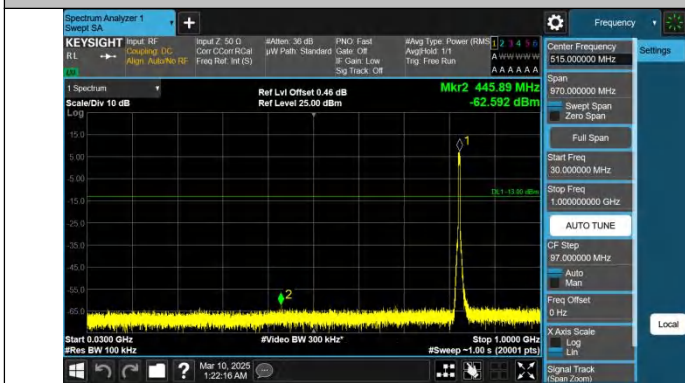 Spectrum Analyzer 1
Swept SA
Frequency
KEYSIGHT
RL
Input: RF
Coupling: DC
Align: Auto/No RF
Input Z: 50 Ω
Corr CCorr RCal
Freq Ref: Int (S)
#Atten: 36 dB
µW Path: Standard
PNO: Fast
Gate: Off
IF Gain: Low
Sig Track: Off
#Avg Type: Power (RMS)
Avg|Hold: 1/1
Trig: Free Run
1 2 3 4 5 6
A W W W W W
A A A A A A
1 Spectrum
Scale/Div 10 dB
Log
Ref Lvl Offset 0.46 dB
Ref Level 25.00 dBm
Mkr2 445.89 MHz
-62.592 dBm
15.0
5.00
-5.00
-15.0
-25.0
-35.0
-45.0
-55.0
-65.0
1
2
DL1 -13.00 dBm
Start 0.0300 GHz
#Res BW 100 kHz
#Video BW 300 kHz*
Stop 1.0000 GHz
#Sweep ~1.00 s (20001 pts)
Mar 10, 2025
1:22:16 AM
Center Frequency
515.000000 MHz
Span
970.000000 MHz
Swept Span
Zero Span
Full Span
Start Freq
30.000000 MHz
Stop Freq
1.000000000 GHz
AUTO TUNE
CF Step
97.000000 MHz
Auto
Man
Freq Offset
0 Hz
X Axis Scale
Log
Lin
Signal Track
(Span Zoom)
Settings
Local